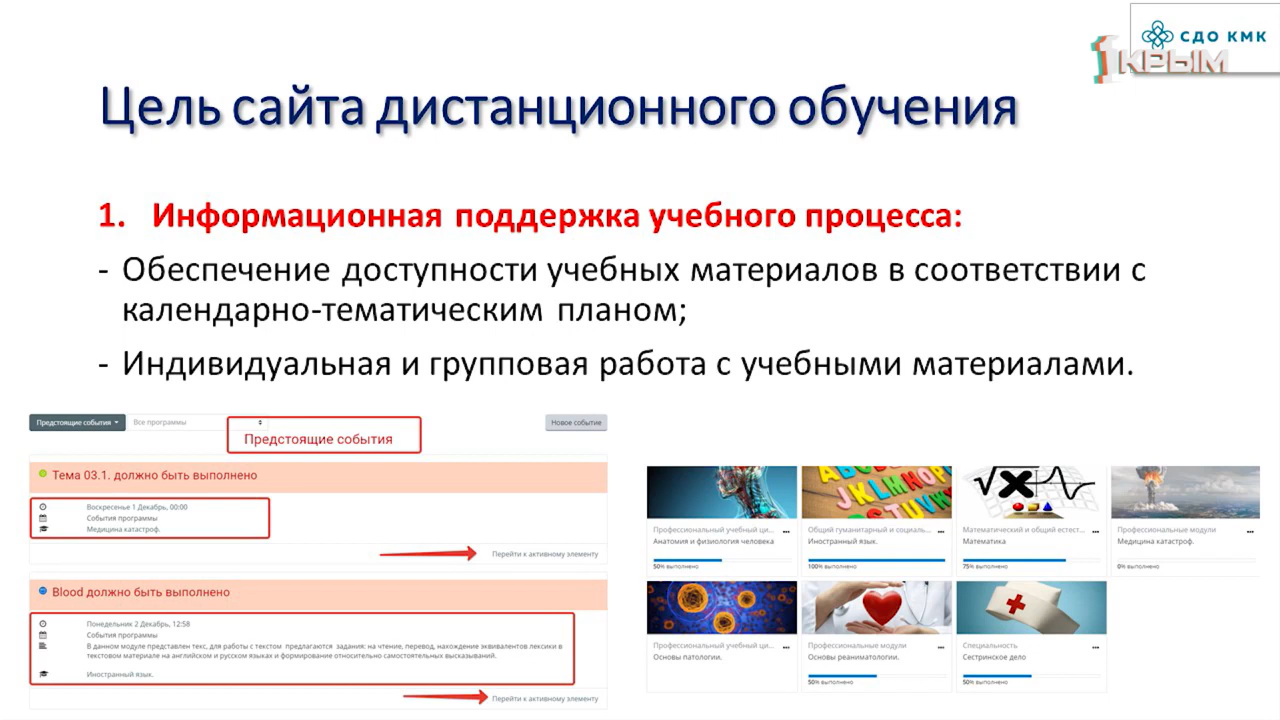 СДО КМК
1КРЫМ
Цель сайта дистанционного обучения
1. Информационная поддержка учебного процесса:
- Обеспечение доступности учебных материалов в соответствии с
календарно-тематическим планом;
- Индивидуальная и групповая работа с учебными материалами.
Предстоящие события
Все программы
Новое событие
Предстоящие события
Тема 03.1. должно быть выполнено
Воскресенье 1 Декабрь, 00:00
События программы
Медицина катастроф.
Перейти к активному элементу
Blood должно быть выполнено
Понедельник 2 Декабрь, 12:58
События программы
В данном модуле представлен текс, для работы с текстом предлагаются задания: на чтение, перевод, нахождение эквивалентов лексики в
текстовом материале на английском и русском языках и формирование относительно самостоятельных высказываний.
Иностранный язык.
Перейти к активному элементу
Профессиональный учебный ци... ...
Анатомия и физиология человека
50% выполнено
ABCDEFG
IJKLMNOP
STUVWX
Общий гуманитарный и социаль... ...
Иностранный язык.
100% выполнено
Математический и общий естест... ...
Математика
75% выполнено
Профессиональные модули ...
Медицина катастроф.
0% выполнено
Профессиональный учебный ци... ...
Основы патологии.
Профессиональные модули ...
Основы реаниматологии.
50% выполнено
Специальность ...
Сестринское дело
50% выполнено